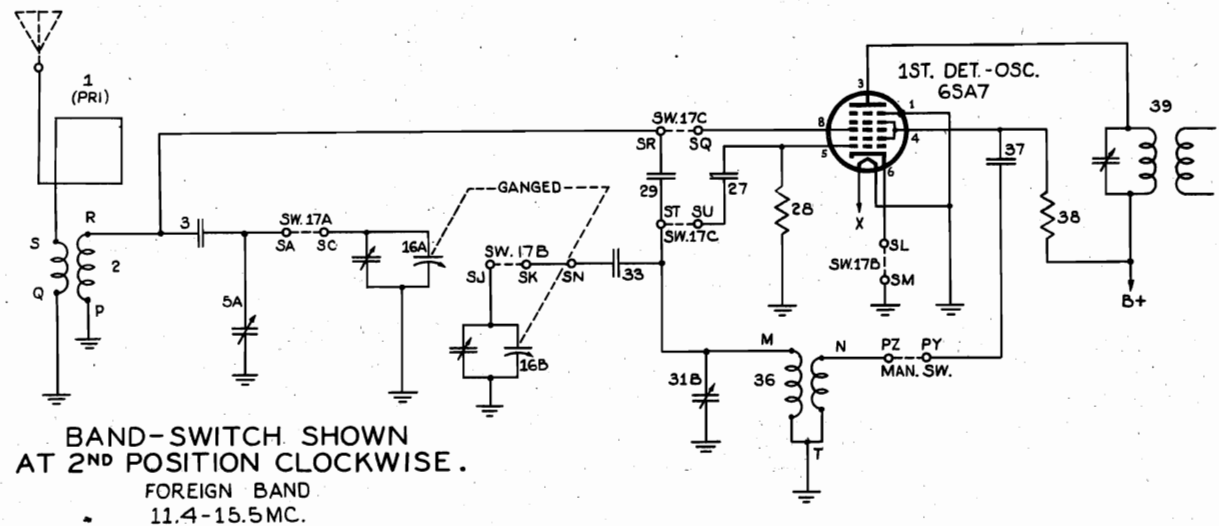 1
(PRI)
S
Q
R
2
P
3
5A
SW.17A
SA SC
16A
GANGED
SW.17B
SJ SK SN
16B
33
SW.17C
SR SQ
29
27
ST SU
SW.17C
28
1ST. DET.-OSC.
6SA7
3
1
8
4
5
6
X
SL
SW.17B
SM
37
38
39
B+
31B
M
36
N
T
PZ PY
MAN. SW.
BAND-SWITCH SHOWN
AT 2ND POSITION CLOCKWISE.
FOREIGN BAND
11.4-15.5MC.